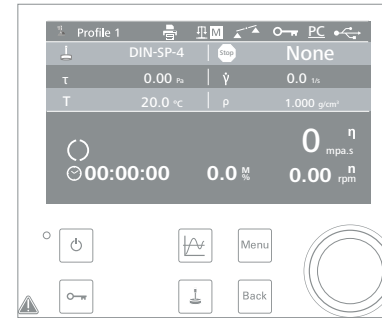 Profile 1 M PC
DIN-SP-4 Stop None
τ 0.00 Pa γ̇ 0.0 1/s
T 20.0 °C ρ 1.000 g/cm³
0 η
mpa.s
00:00:00 0.0 M% 0.00 n rpm
Menu
Back